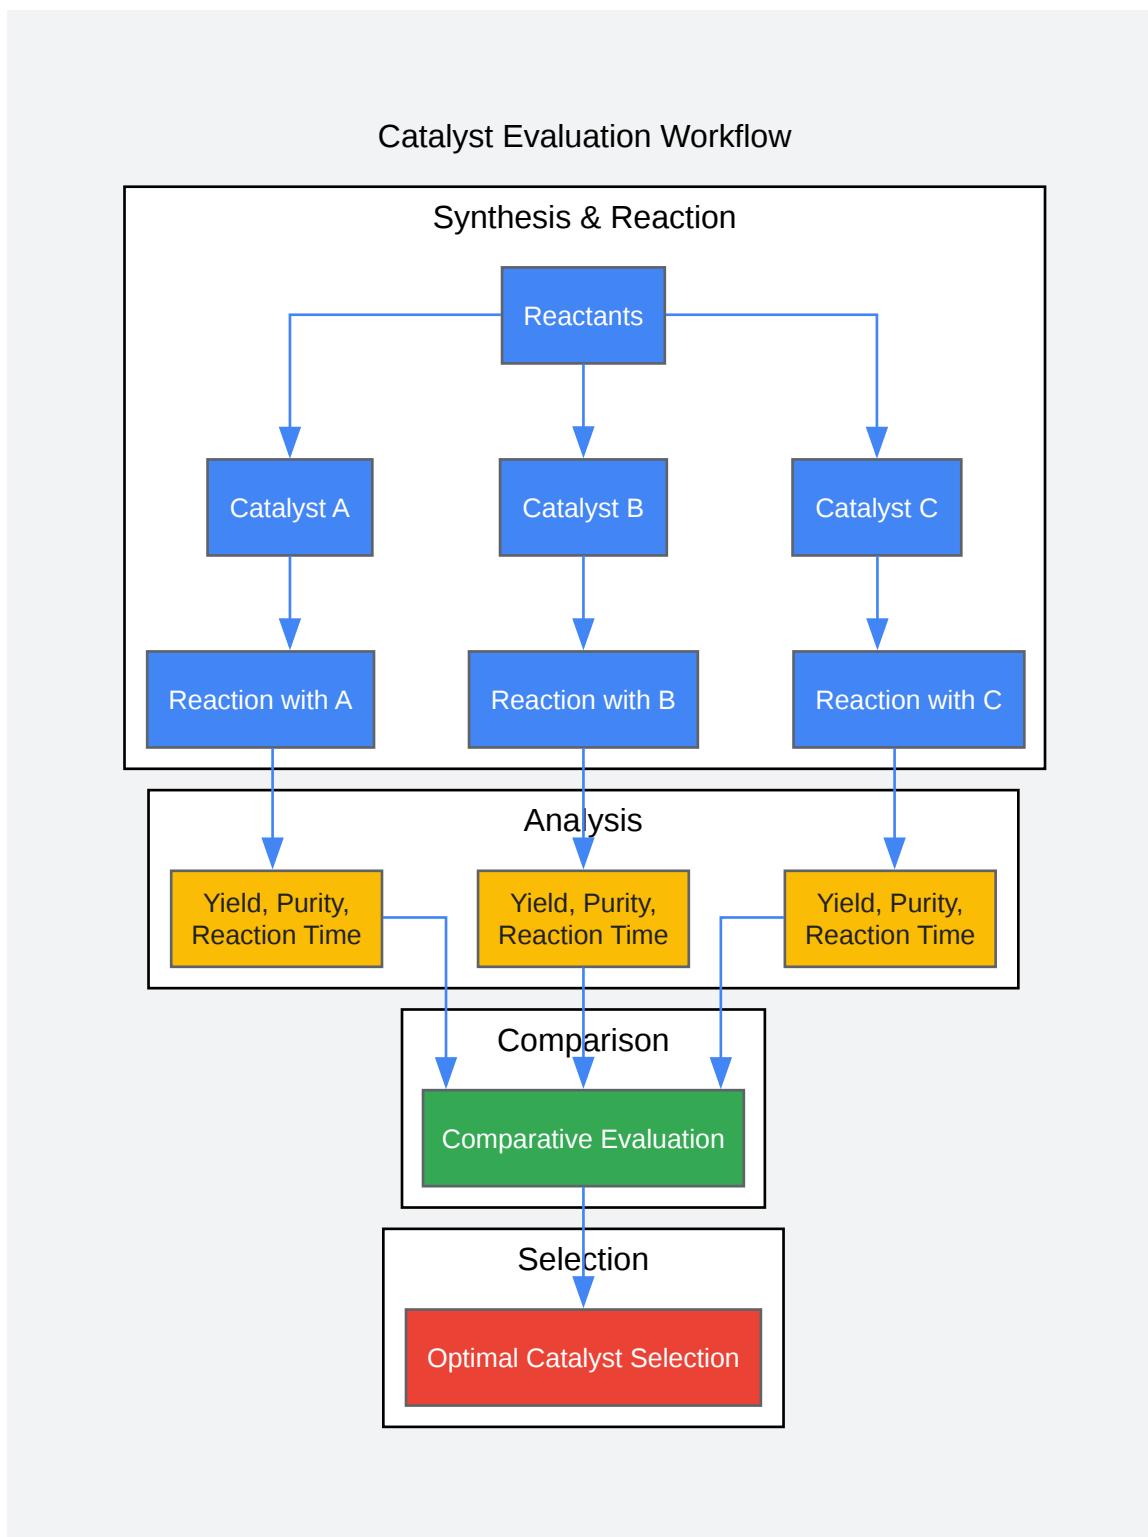 Catalyst Evaluation Workflow
Synthesis & Reaction
Reactants
Catalyst A
Catalyst B
Catalyst C
Reaction with A
Reaction with B
Reaction with C
Analysis
Yield, Purity,
Reaction Time
Yield, Purity,
Reaction Time
Yield, Purity,
Reaction Time
Comparison
Comparative Evaluation
Selection
Optimal Catalyst Selection